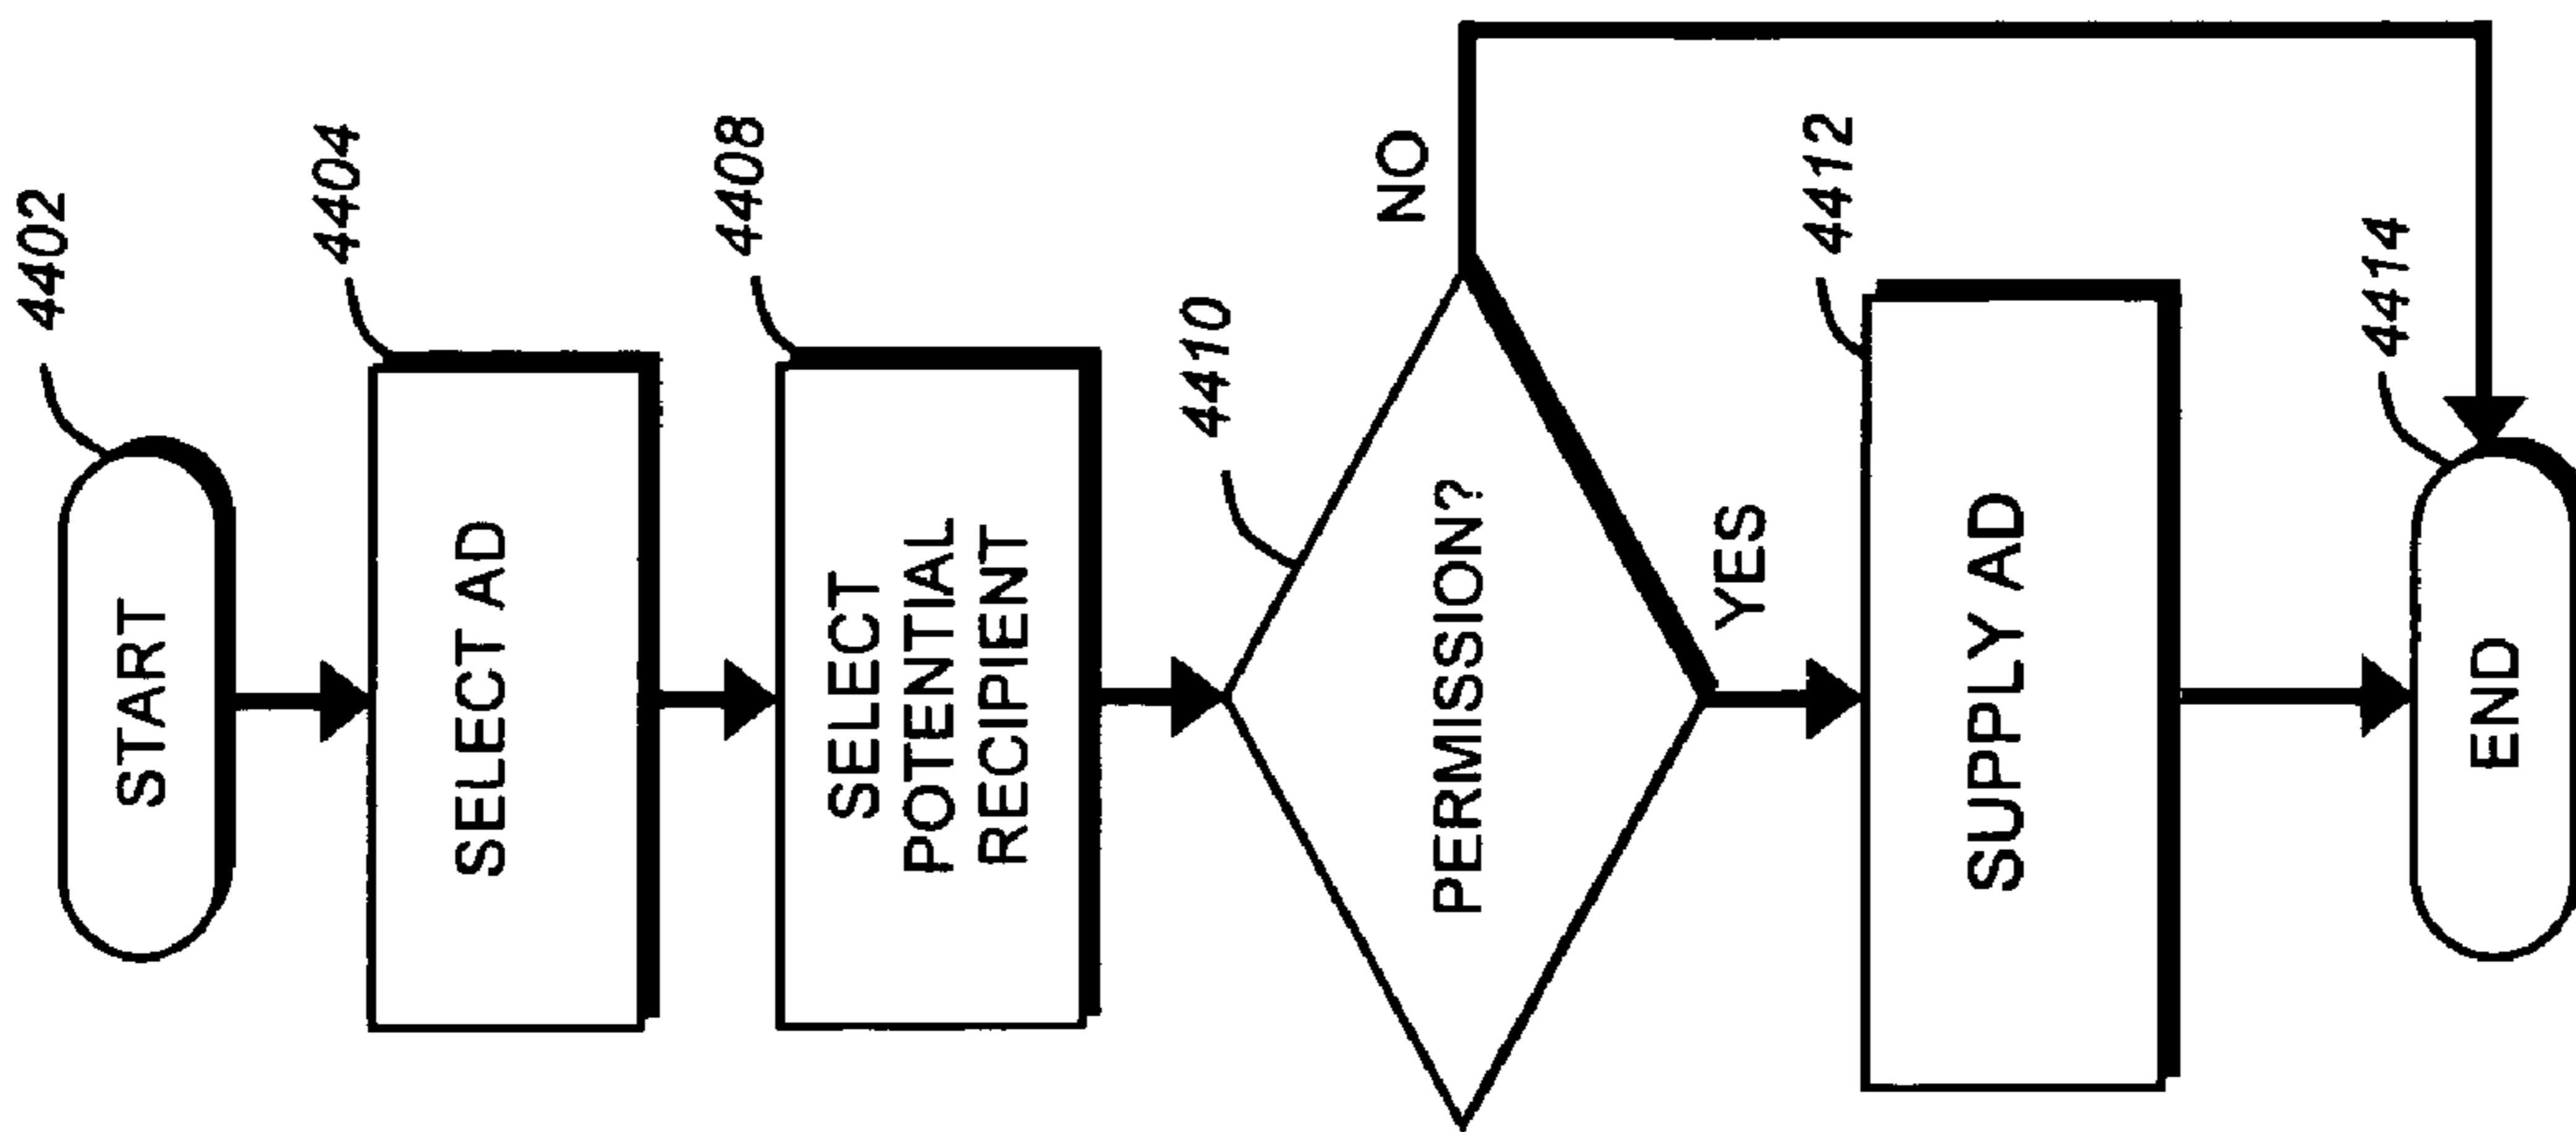 4402
START
4404
SELECT AD
4408
SELECT
POTENTIAL
RECIPIENT
4410
PERMISSION?
NO
YES
4412
SUPPLY AD
4414
END